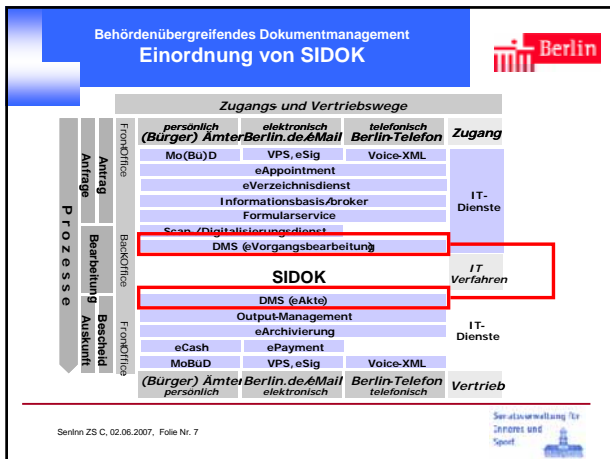 Behördenübergreifendes Dokumentmanagement
Einordnung von SIDOK
Berlin
Zugangs- und Vertriebswege
persönlich
(Bürger) Ämter
elektronisch
Berlin.de/eMail
telefonisch
Berlin-Telefon
Zugang
Prozesse
Anfrage
Antrag
Bearbeitung
Auskunft
Bescheid
FrontOffice
BackOffice
FrontOffice
Mo(Bü)D
VPS, eSig
Voice-XML
eAppointment
eVerzeichnisdienst
Informationsbasis/broker
Formularservice
Scan-/Digitalisierungsdienst
DMS (eVorgangsbearbeitung)
IT-
Dienste
SIDOK
IT
Verfahren
DMS (eAkte)
Output-Management
eArchivierung
eCash
ePayment
MoBüD
VPS, eSig
Voice-XML
IT-
Dienste
(Bürger) Ämter
persönlich
Berlin.de/eMail
elektronisch
Berlin-Telefon
telefonisch
Vertrieb
SenInn ZS C, 02.06.2007, Folie Nr. 7
Senatsverwaltung für
Inneres und
Sport